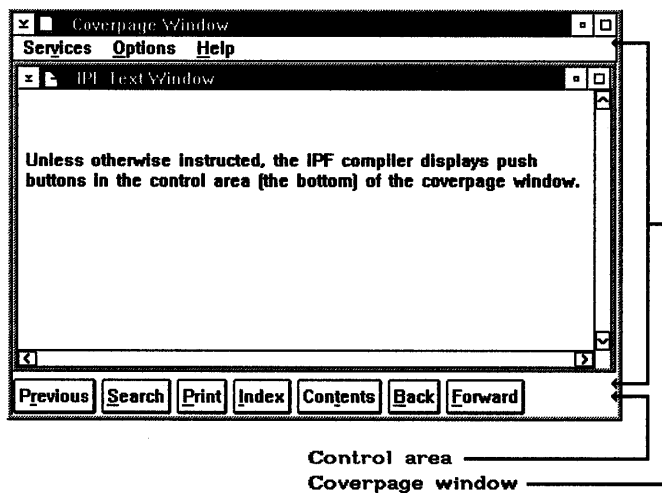 Coverpage Window
Services Options Help
IPF Text Window
Unless otherwise instructed, the IPF compiler displays push
buttons in the control area (the bottom) of the coverpage window.
Previous Search Print Index Contents Back Forward
Control area
Coverpage window